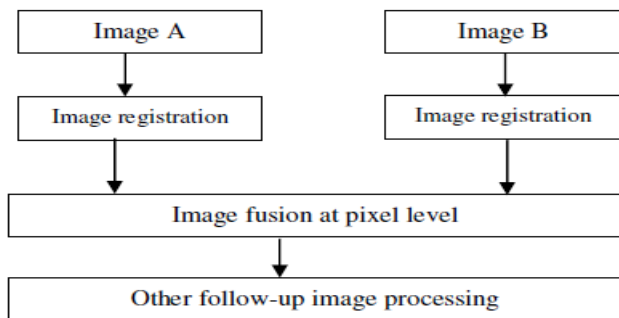 Image A
Image B
Image registration
Image registration
Image fusion at pixel level
Other follow-up image processing